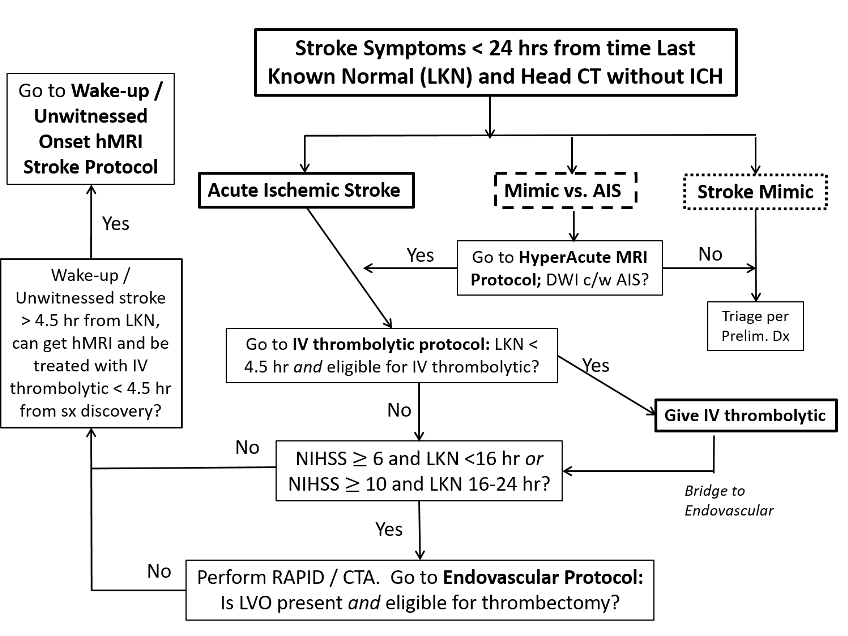 Stroke Symptoms < 24 hrs from time Last
Known Normal (LKN) and Head CT without ICH
Go to Wake-up /
Unwitnessed
Onset hMRI
Stroke Protocol
Acute Ischemic Stroke
Mimic vs. AIS
Stroke Mimic
Yes
Go to HyperAcute MRI
Protocol; DWI c/w AIS?
Yes
No
Wake-up /
Unwitnessed stroke
> 4.5 hr from LKN,
can get hMRI and be
treated with IV
thrombolytic < 4.5 hr
from sx discovery?
Triage per
Prelim. Dx
Go to IV thrombolytic protocol: LKN <
4.5 hr and eligible for IV thrombolytic?
Yes
No
Give IV thrombolytic
NIHSS ≥ 6 and LKN <16 hr or
NIHSS ≥ 10 and LKN 16-24 hr?
No
Bridge to
Endovascular
Yes
Perform RAPID / CTA. Go to Endovascular Protocol:
Is LVO present and eligible for thrombectomy?
No